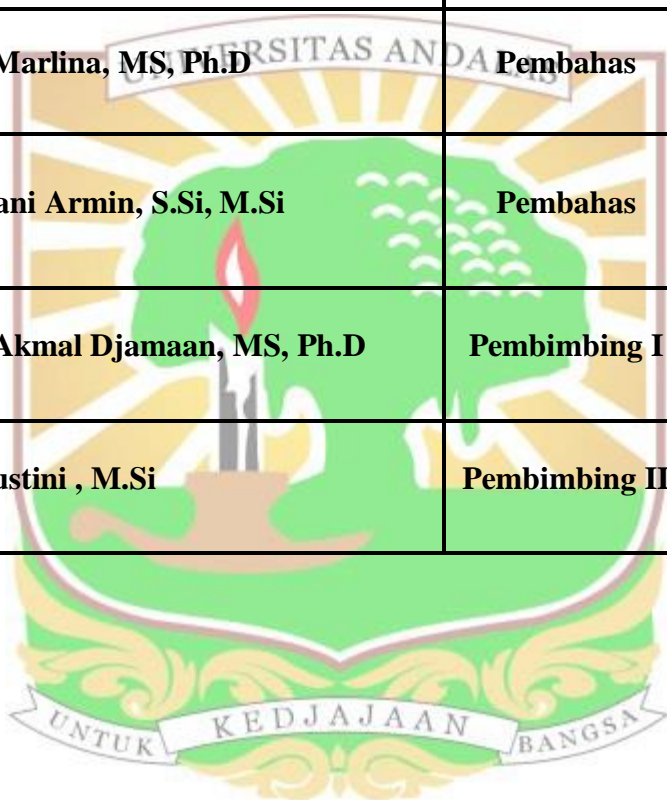 UNIVERSITAS ANDALAS
Marlina, MS, Ph.D Pembahas
ani Armin, S.Si, M.Si Pembahas
Akmal Djamaan, MS, Ph.D Pembimbing I
ustini , M.Si Pembimbing II
UNTUK KEDJAJAAN BANGSA